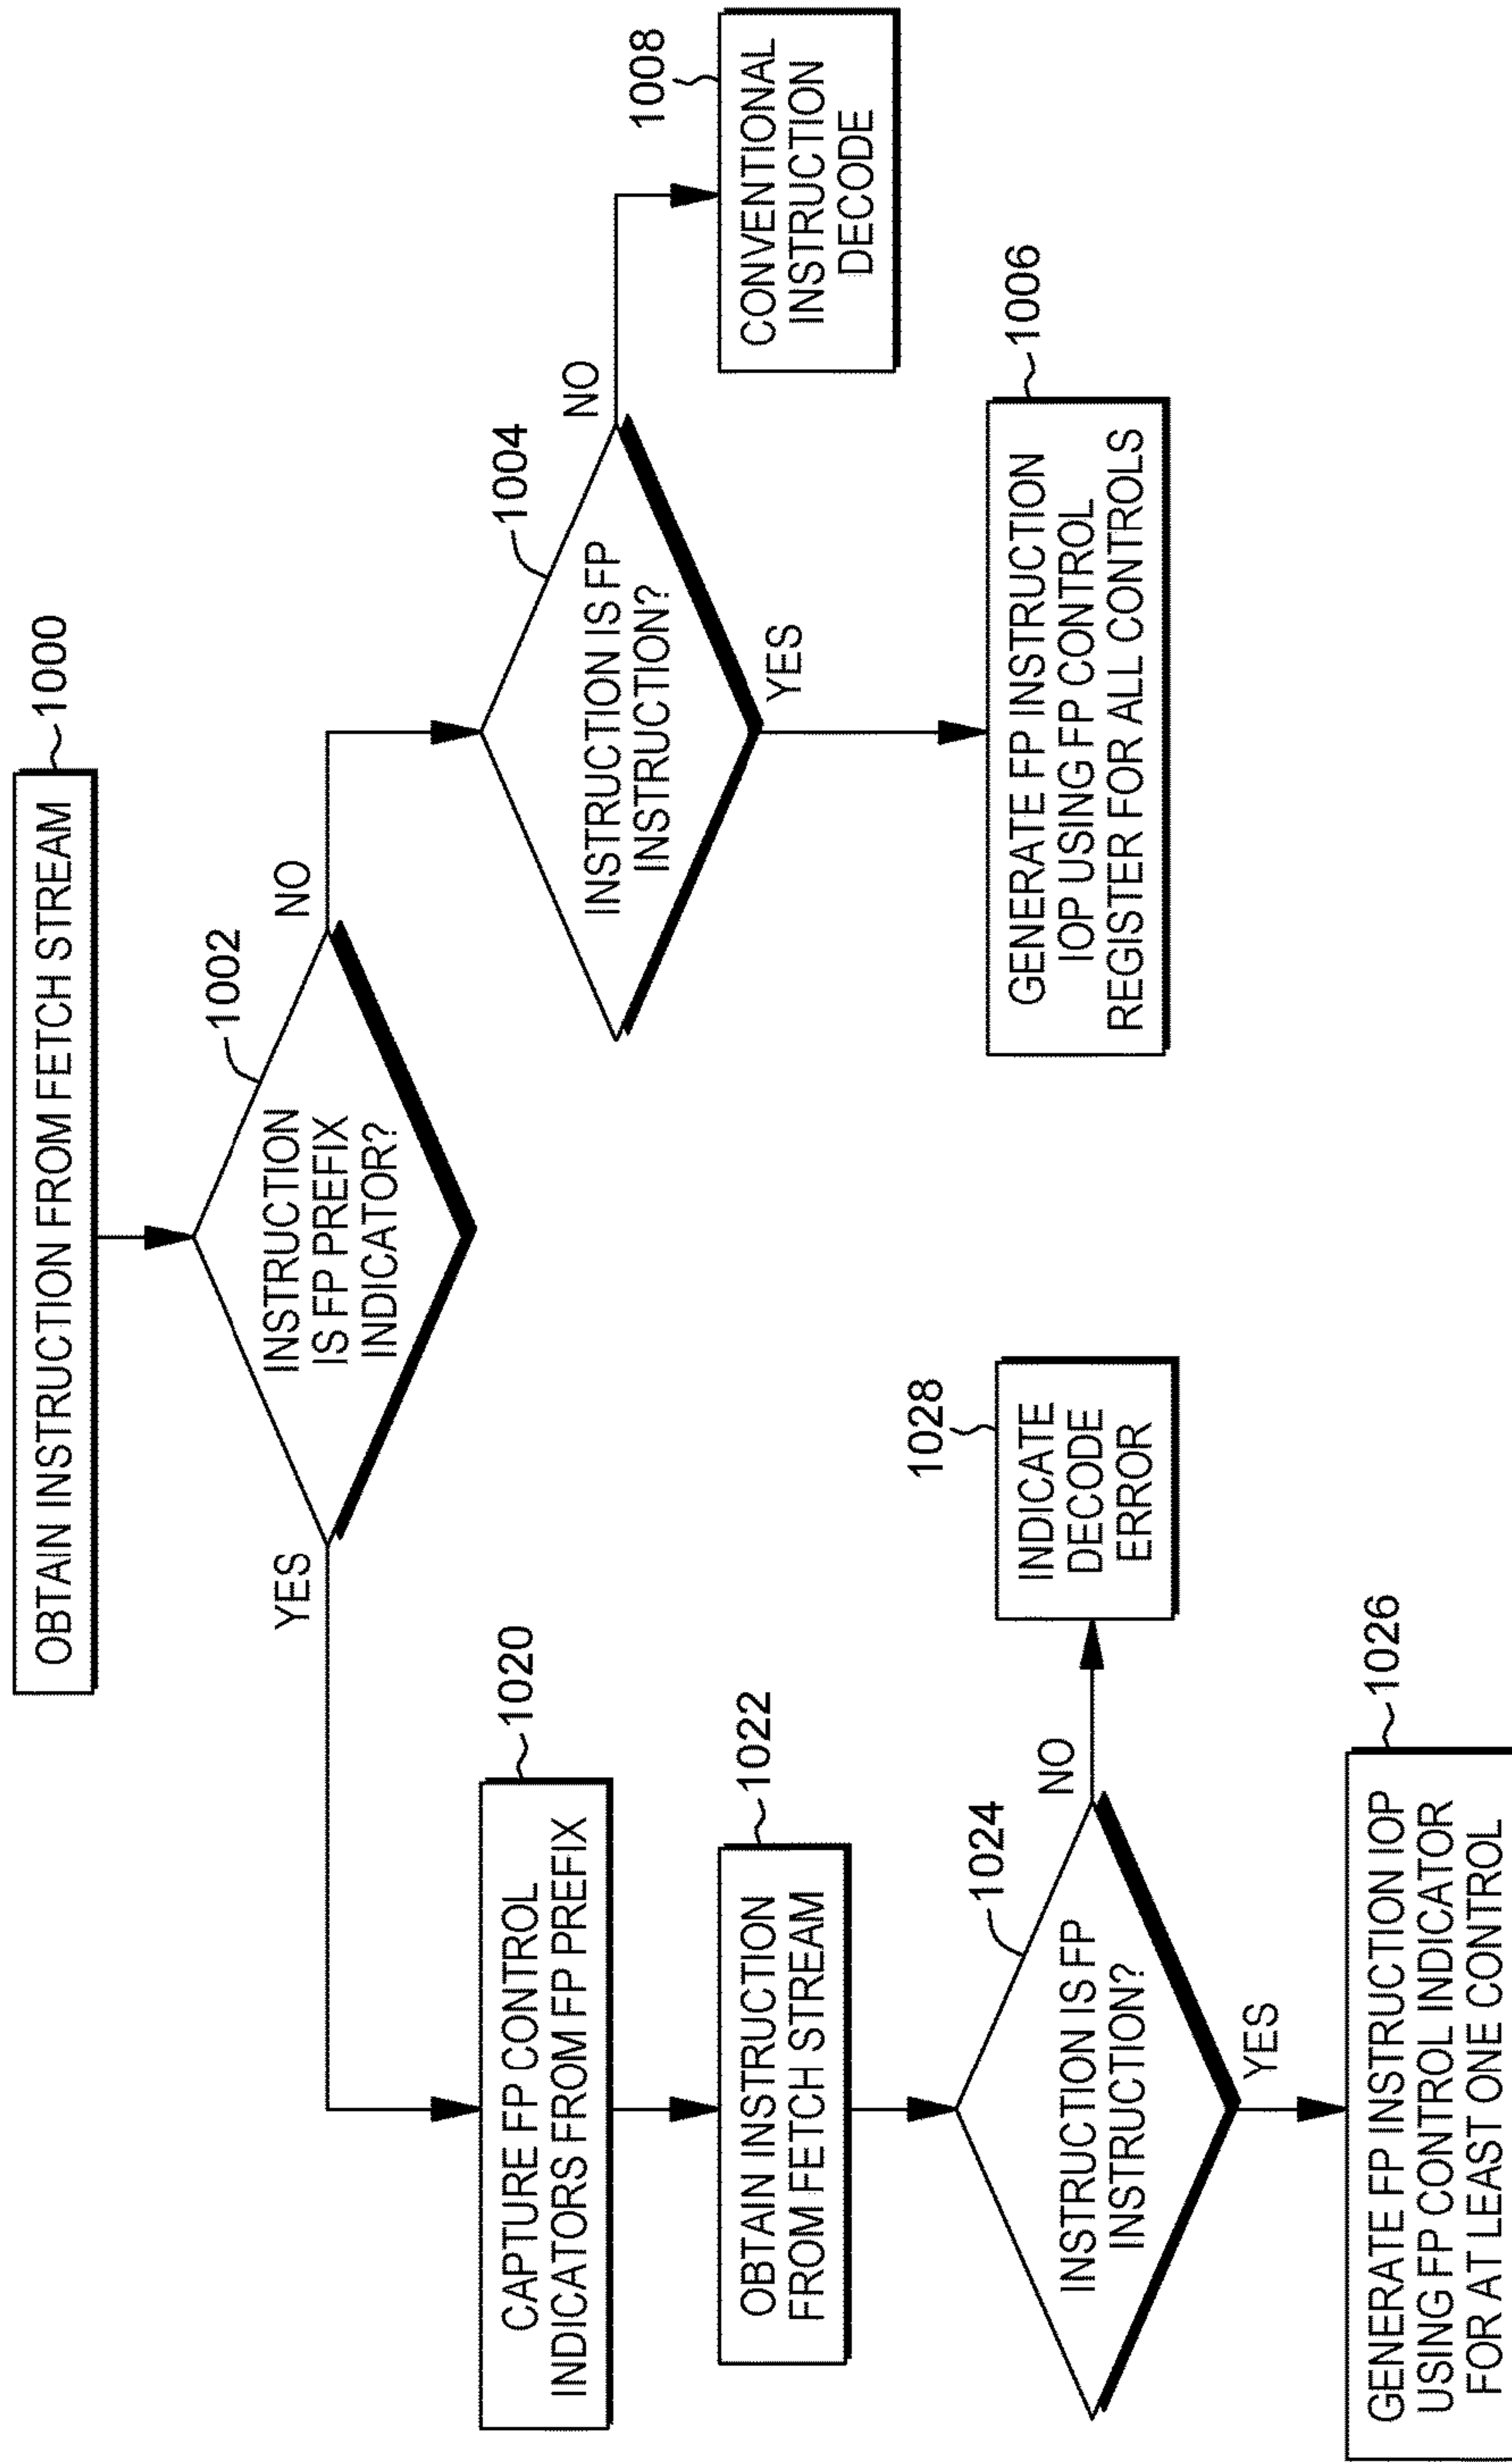 OBTAIN INSTRUCTION FROM FETCH STREAM
1000
INSTRUCTION
IS FP PREFIX
INDICATOR?
1002
YES
NO
CAPTURE FP CONTROL
INDICATORS FROM FP PREFIX
1020
OBTAIN INSTRUCTION
FROM FETCH STREAM
1022
INSTRUCTION IS FP
INSTRUCTION?
1024
NO
INDICATE
DECODE
ERROR
1028
YES
GENERATE FP INSTRUCTION IOP
USING FP CONTROL INDICATOR
FOR AT LEAST ONE CONTROL
1026
INSTRUCTION IS FP
INSTRUCTION?
1004
NO
CONVENTIONAL
INSTRUCTION
DECODE
1008
YES
GENERATE FP INSTRUCTION
IOP USING FP CONTROL
REGISTER FOR ALL CONTROLS
1006